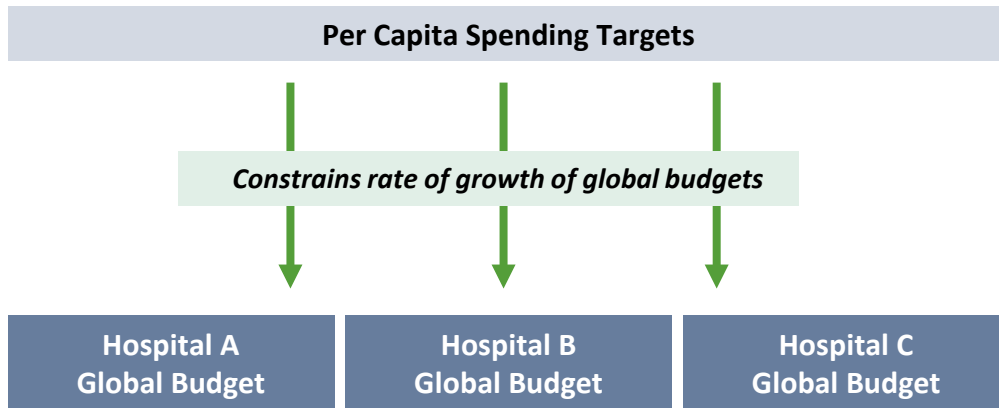 Per Capita Spending Targets
Constrains rate of growth of global budgets
Hospital A
Global Budget
Hospital B
Global Budget
Hospital C
Global Budget